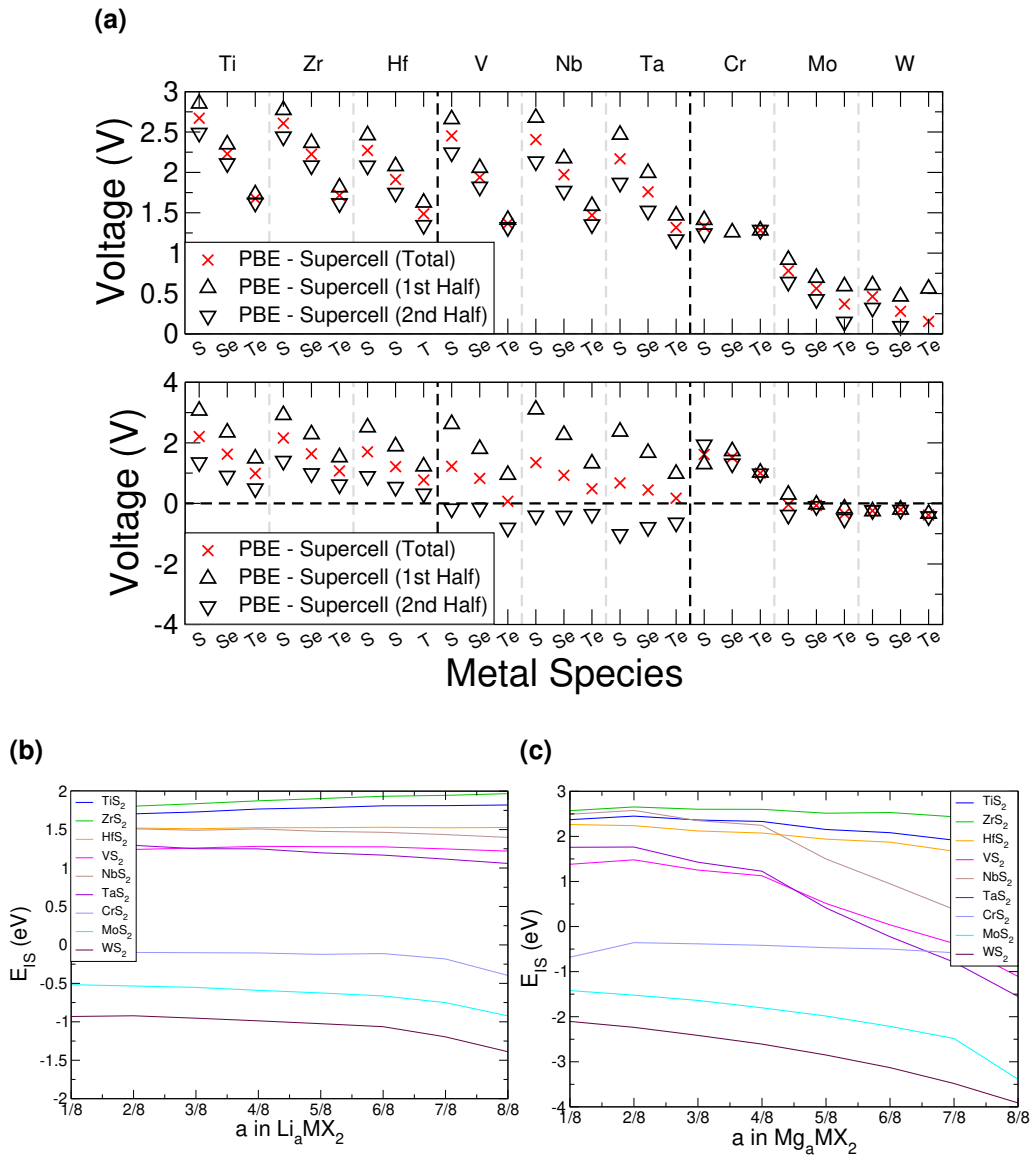 (a)
Ti Zr Hf V Nb Ta Cr Mo W
3
2.5
2
1.5
1
0.5
0
Voltage (V)
PBE - Supercell (Total)
PBE - Supercell (1st Half)
PBE - Supercell (2nd Half)
S Se Te S Se Te S S T S Se Te S Se Te S Se Te S Se Te S Se Te S Se Te
4
2
0
-2
-4
Voltage (V)
PBE - Supercell (Total)
PBE - Supercell (1st Half)
PBE - Supercell (2nd Half)
S Se Te S Se Te S S T S Se Te S Se Te S Se Te S Se Te S Se Te S Se Te
Metal Species
(b)
2
1.5
1
0.5
0
-0.5
-1
-1.5
-2
E_IS (eV)
TiS₂
ZrS₂
HfS₂
VS₂
NbS₂
TaS₂
CrS₂
MoS₂
WS₂
1/8 2/8 3/8 4/8 5/8 6/8 7/8 8/8
a in LiₐMX₂
(c)
3
2
1
0
-1
-2
-3
-4
E_IS (eV)
TiS₂
ZrS₂
HfS₂
VS₂
NbS₂
TaS₂
CrS₂
MoS₂
WS₂
1/8 2/8 3/8 4/8 5/8 6/8 7/8 8/8
a in MgₐMX₂